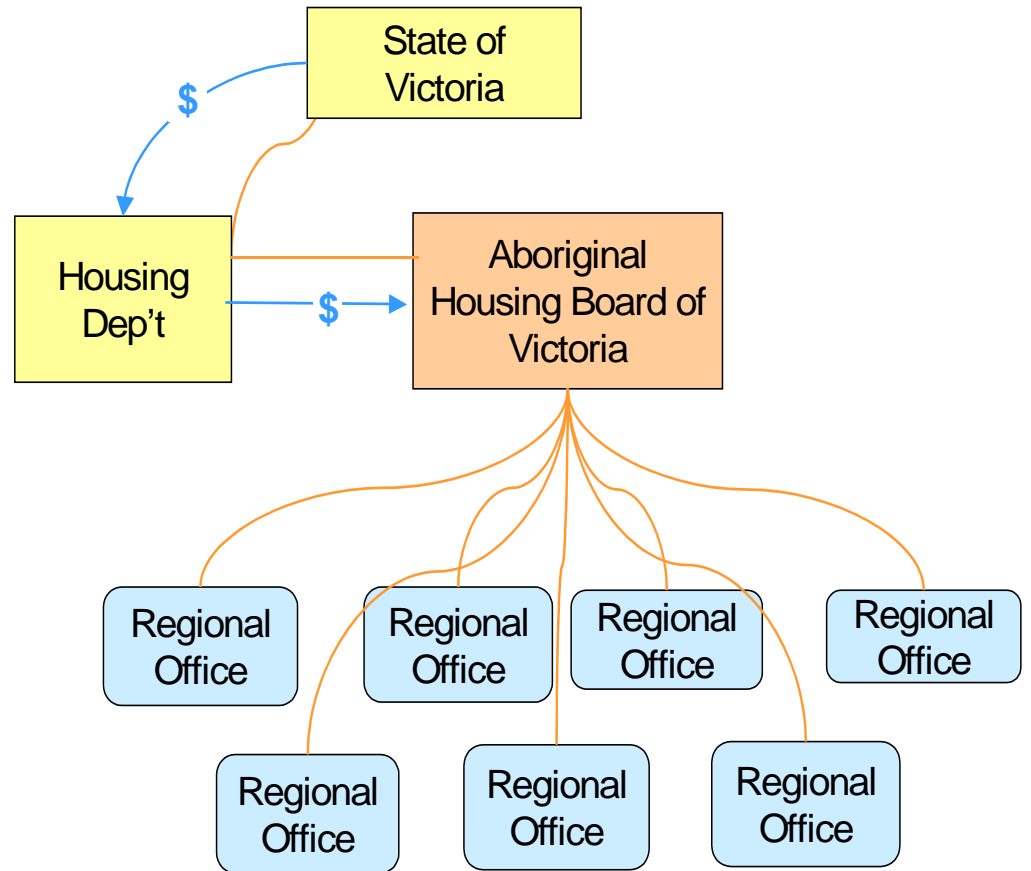 State of
Victoria
$
Housing
Dep't
$
Aboriginal
Housing Board of
Victoria
Regional
Office
Regional
Office
Regional
Office
Regional
Office
Regional
Office
Regional
Office
Regional
Office